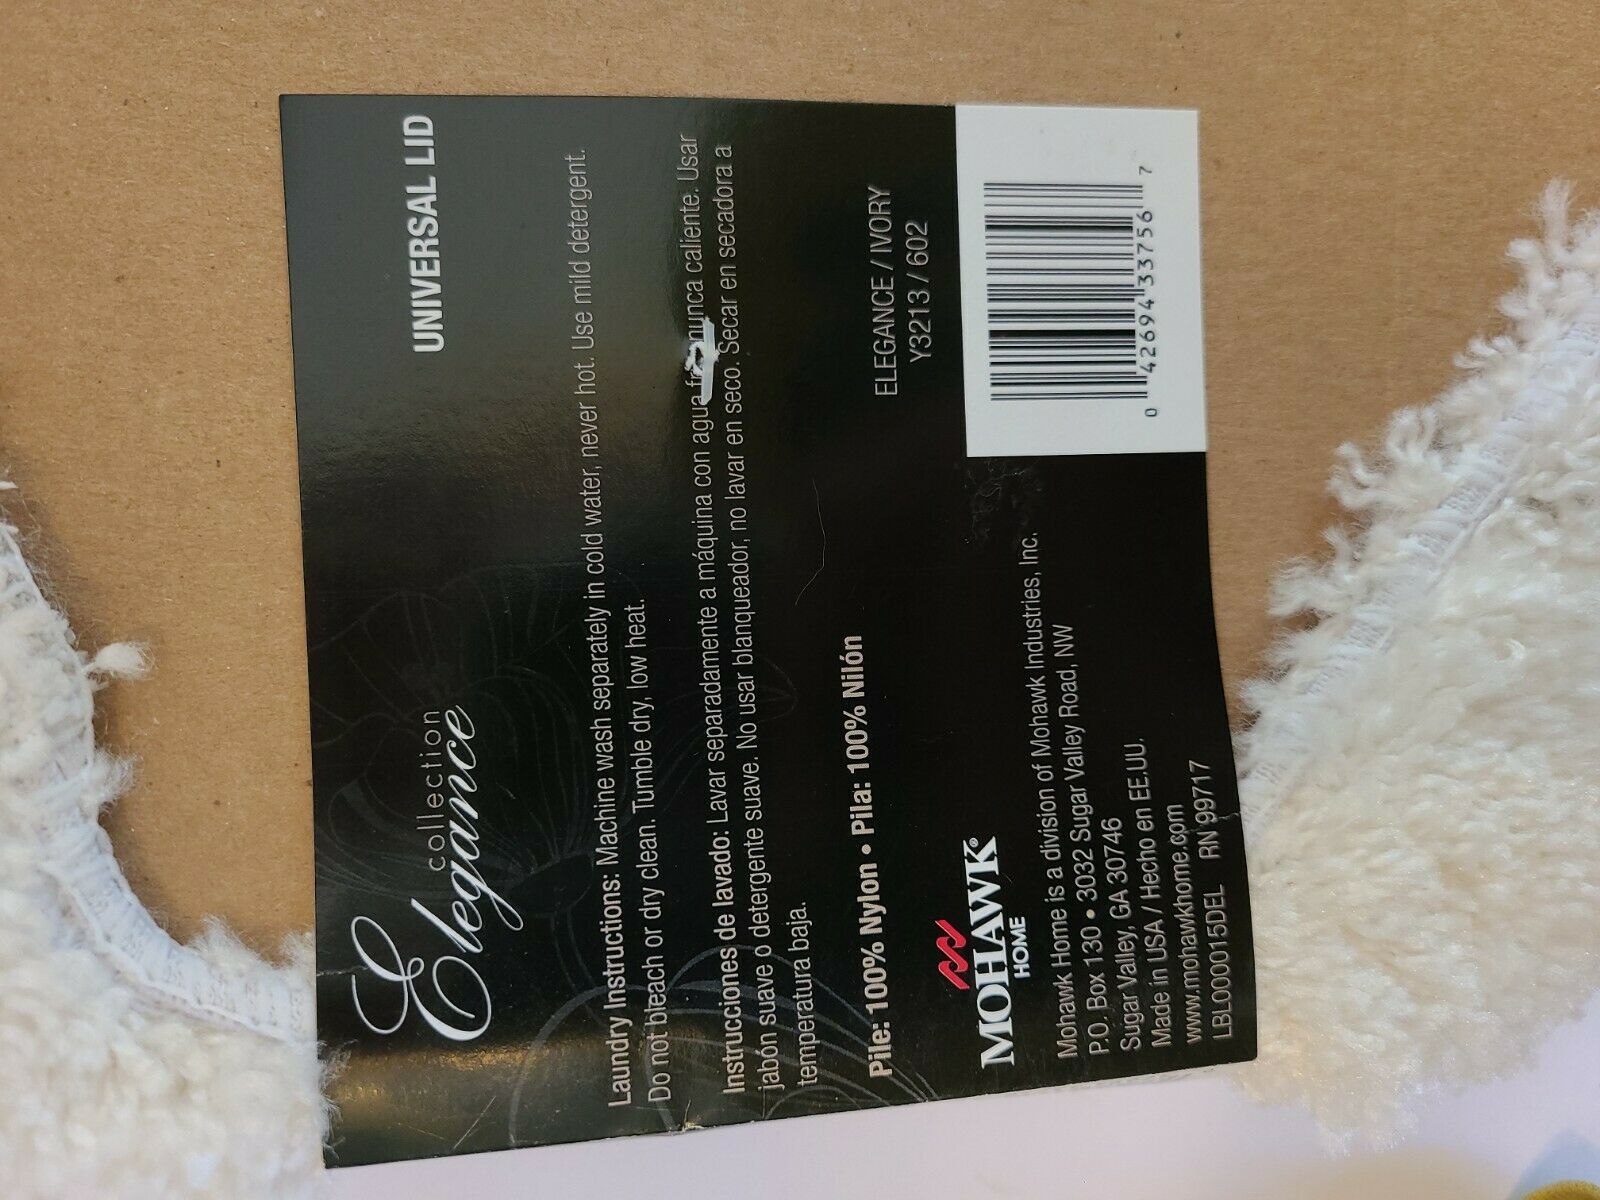 collection
Elegance
UNIVERSAL LID
Laundry Instructions: Machine wash separately in cold water, never hot. Use mild detergent.
Do not bleach or dry clean. Tumble dry, low heat.
Instrucciones de lavado: Lavar separadamente a máquina con agua nunca caliente. Usar
jabón suave o detergente suave. No usar blanqueador, no lavar en seco. Secar en secadora a
temperatura baja.
Pile: 100% Nylon • Pila: 100% Nilón
ELEGANCE / IVORY
Y3213 / 602
MOHAWK®
HOME
Mohawk Home is a division of Mohawk Industries, Inc.
P.O. Box 130 • 3032 Sugar Valley Road, NW
Sugar Valley, GA 30746
Made in USA / Hecho en EE.UU.
www.mohawkhome.com
LBL0000015DEL RN 99717
0 42694 33756 7